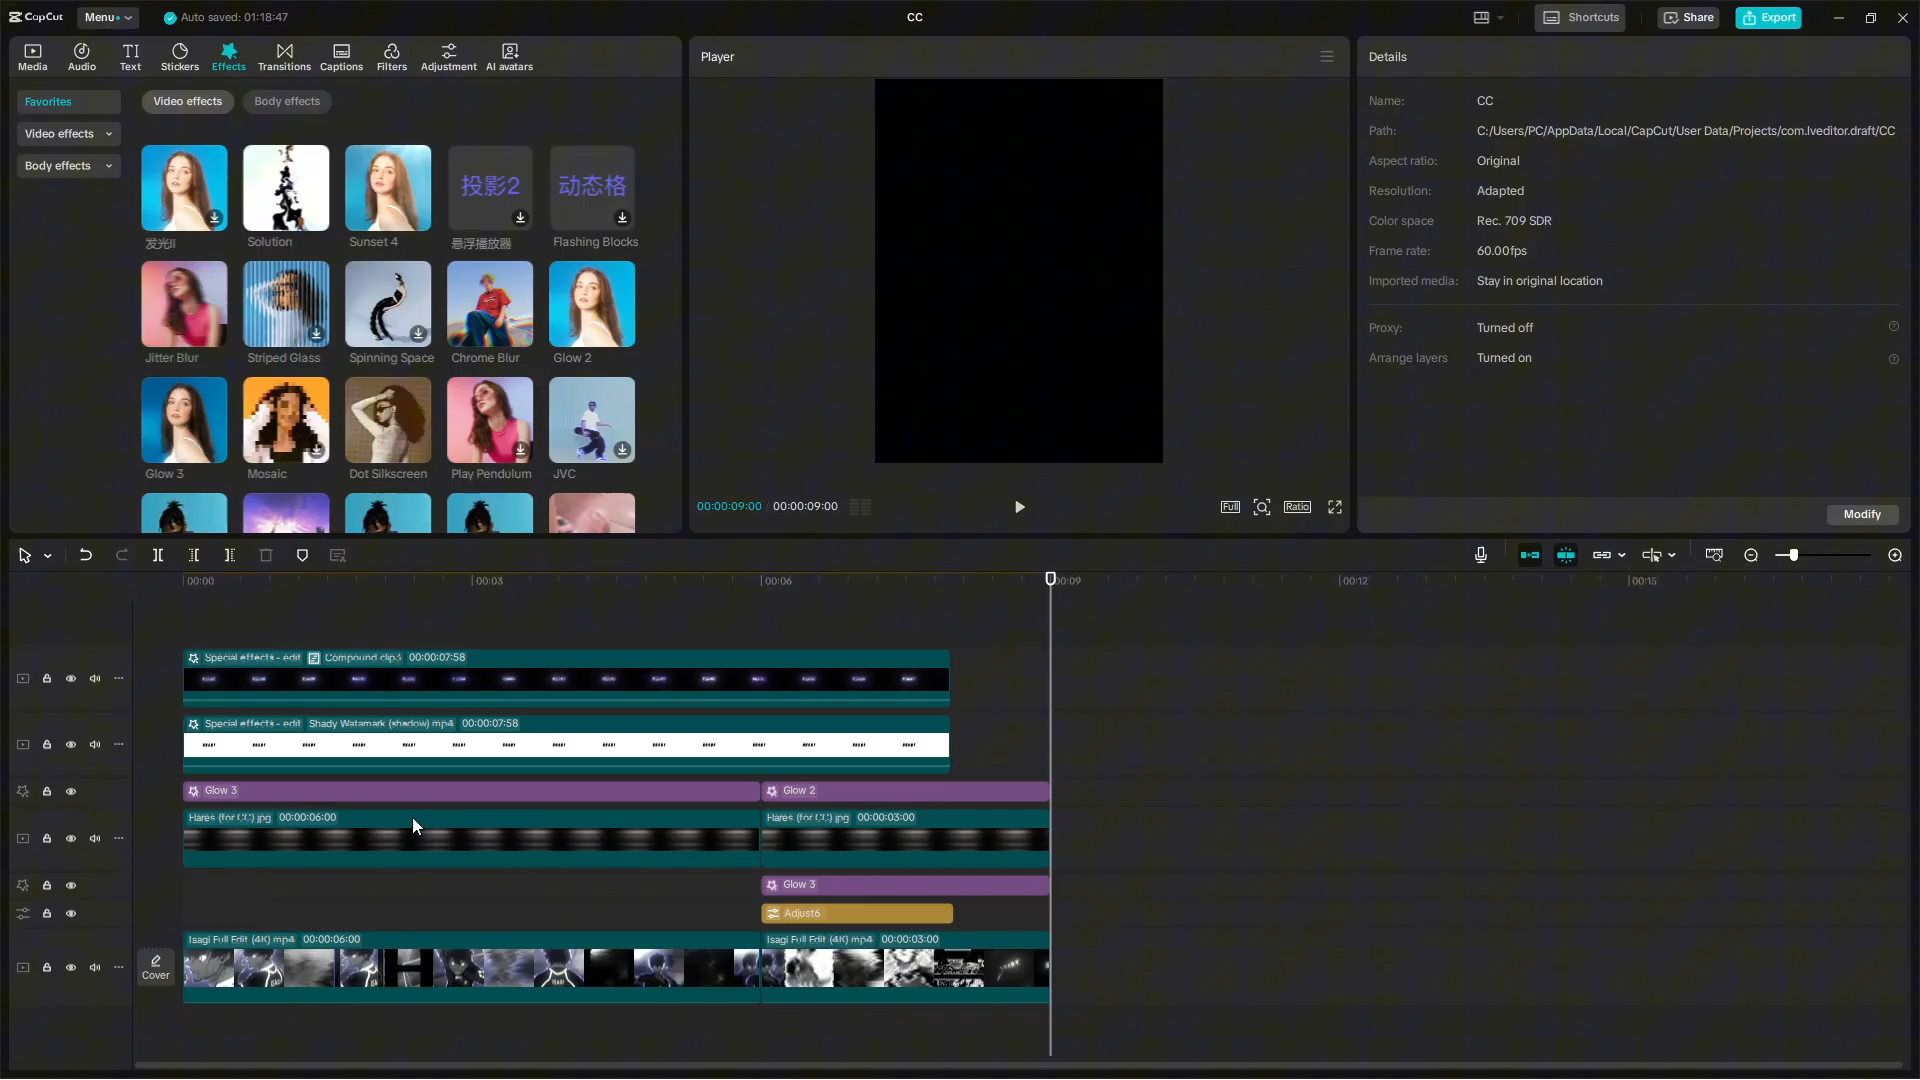 CapCut
Menu
Auto saved: 01:18:47
CC
Shortcuts
Share
Export
Media
Audio
TI
Text
Stickers
Effects
Transitions
Captions
Filters
Adjustment
AI avatars
Favorites
Video effects
Body effects
Video effects
Body effects
投影2
动态格
发光II
Solution
Sunset 4
悬浮播放器
Flashing Blocks
Jitter Blur
Striped Glass
Spinning Space
Chrome Blur
Glow 2
Glow 3
Mosaic
Dot Silkscreen
Play Pendulum
JVC
Player
00:00:09:00 / 00:00:09:00
Full
Ratio
Details
Name: CC
Path: C:/Users/PC/AppData/Local/CapCut/User Data/Projects/com.lveditor.draft/CC
Aspect ratio: Original
Resolution: Adapted
Color space Rec. 709 SDR
Frame rate: 60.00fps
Imported media: Stay in original location
Proxy: Turned off
Arrange layers Turned on
Modify
00:00
00:03
00:06
00:09
00:12
00:15
Special effects - edit Compound clip3 00:00:07:58
Special effects - edit Shady Watamark (shadow).mp4 00:00:07:58
Glow 3
Glow 2
Flares (for CC).jpg 00:00:06:00
Flares (for CC).jpg 00:00:03:00
Glow 3
Adjust6
Cover
Isagi Full Edit (4K).mp4 00:00:06:00
Isagi Full Edit (4K).mp4 00:00:03:00